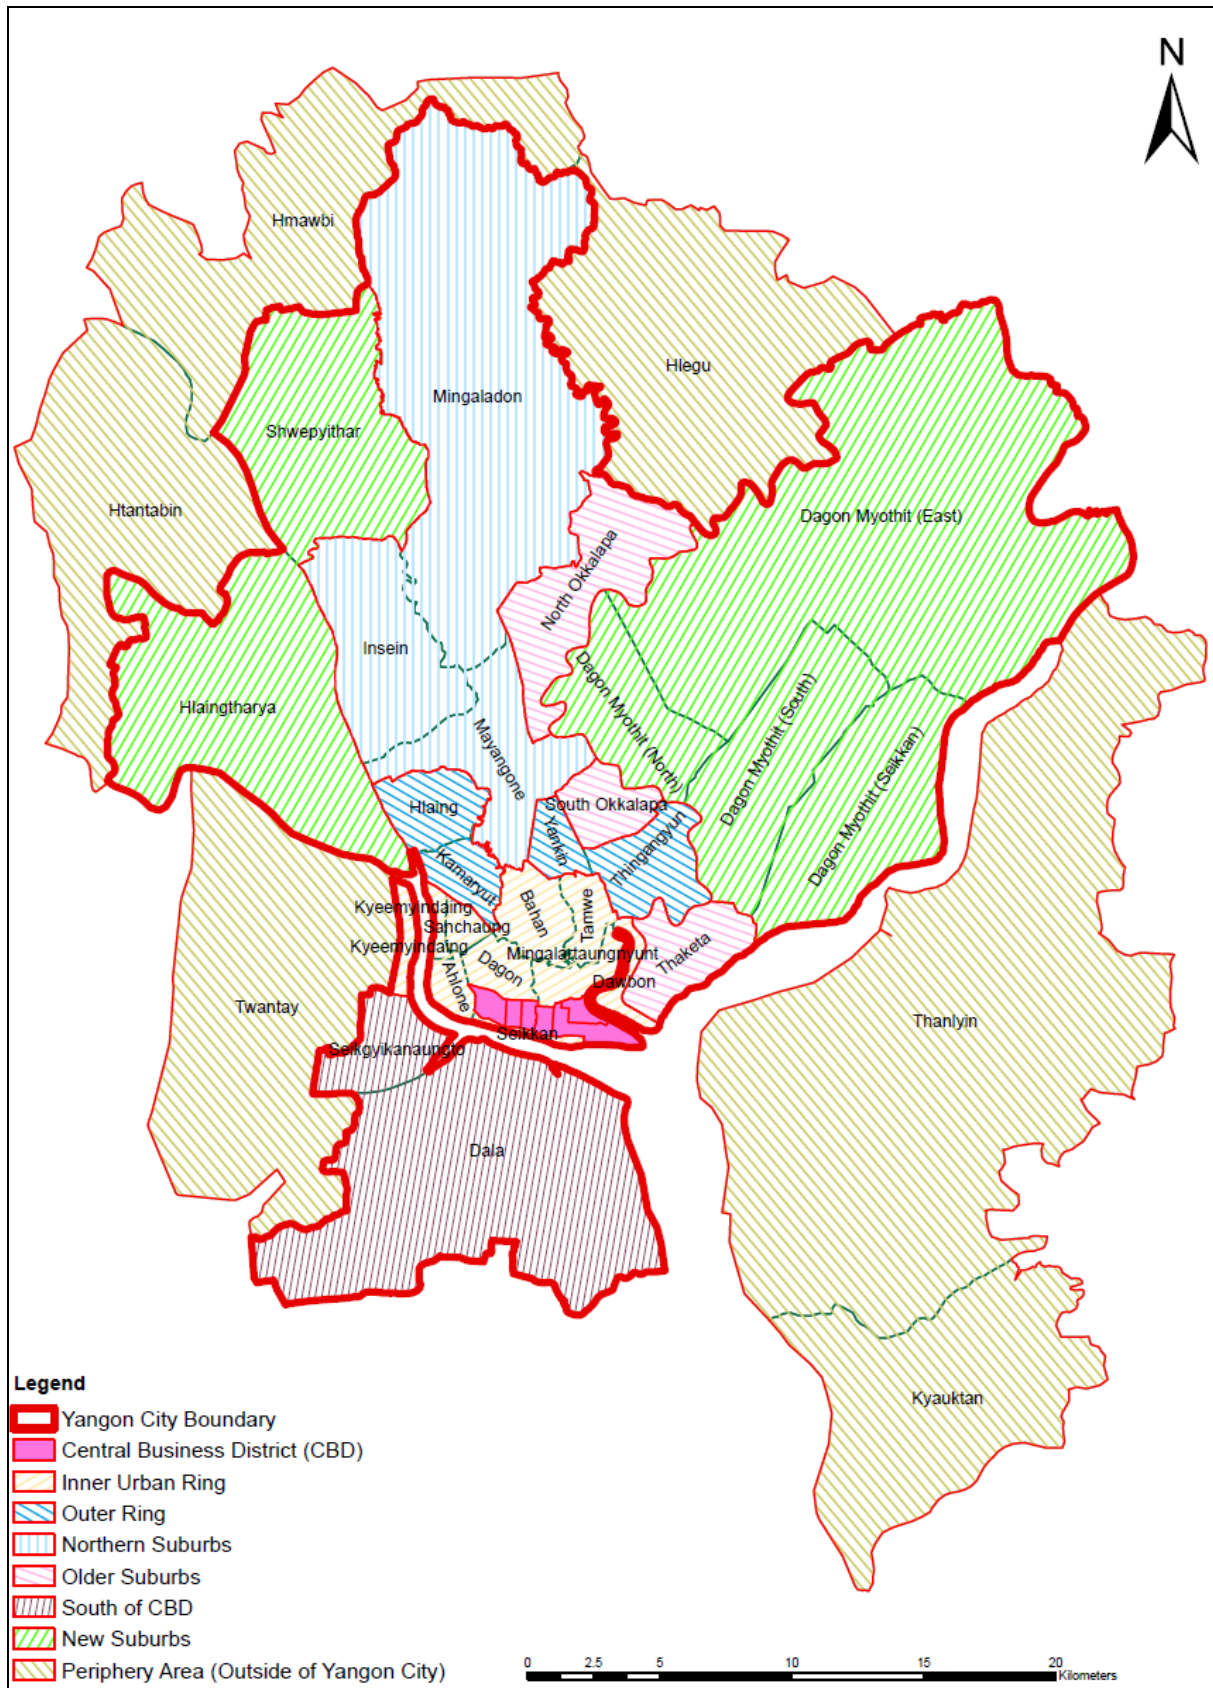 N
Hmawbi
Hlegu
Mingaladon
Shwepyithar
Htantabin
Dagon Myothit (East)
North Okkalapa
Insein
Hlaingtharya
Dagon Myothit (North)
Dagon Myothit (South)
Dagon Myothit (Seikkan)
Mayangone
Hlaing
South Okkalapa
Yankin
Thingangyun
Kamaryut
Kyeemyindaing
Sanchaung
Bahan
Tamwe
Kyeemyindaing
Mingalartaungnyunt
Thaketa
Dagon
Ahlone
Dawbon
Twantay
Seikkan
Thanlyin
Seikgyikanaungto
Dala
Kyauktan
Legend
Yangon City Boundary
Central Business District (CBD)
Inner Urban Ring
Outer Ring
Northern Suburbs
Older Suburbs
South of CBD
New Suburbs
Periphery Area (Outside of Yangon City)
0 2.5 5 10 15 20
Kilometers